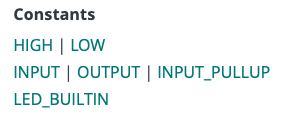 Constants
HIGH | LOW
INPUT | OUTPUT | INPUT_PULLUP
LED_BUILTIN